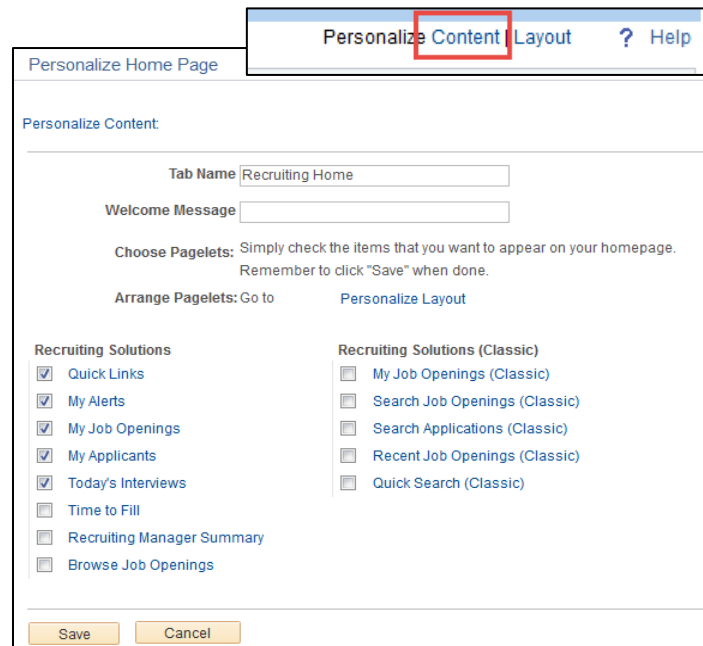 Personalize Content | Layout ? Help
Personalize Home Page
Personalize Content:
Tab Name Recruiting Home
Welcome Message
Choose Pagelets: Simply check the items that you want to appear on your homepage.
Remember to click "Save" when done.
Arrange Pagelets: Go to Personalize Layout
Recruiting Solutions
Quick Links
My Alerts
My Job Openings
My Applicants
Today's Interviews
Time to Fill
Recruiting Manager Summary
Browse Job Openings
Recruiting Solutions (Classic)
My Job Openings (Classic)
Search Job Openings (Classic)
Search Applications (Classic)
Recent Job Openings (Classic)
Quick Search (Classic)
Save Cancel